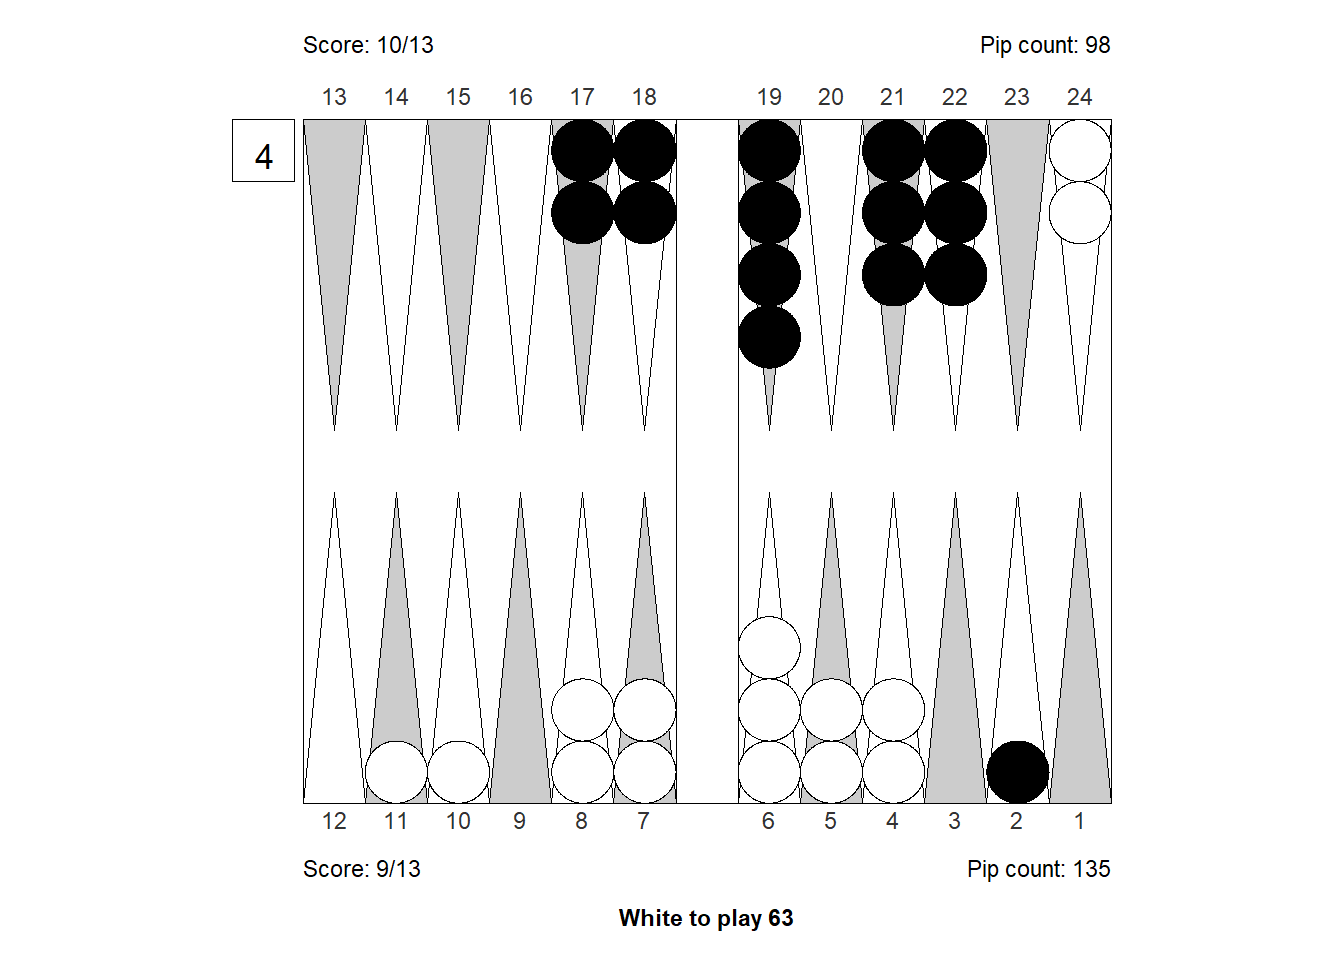 Score: 10/13 Pip count: 98
13 14 15 16 17 18 19 20 21 22 23 24
4
12 11 10 9 8 7 6 5 4 3 2 1
Score: 9/13 Pip count: 135
White to play 63